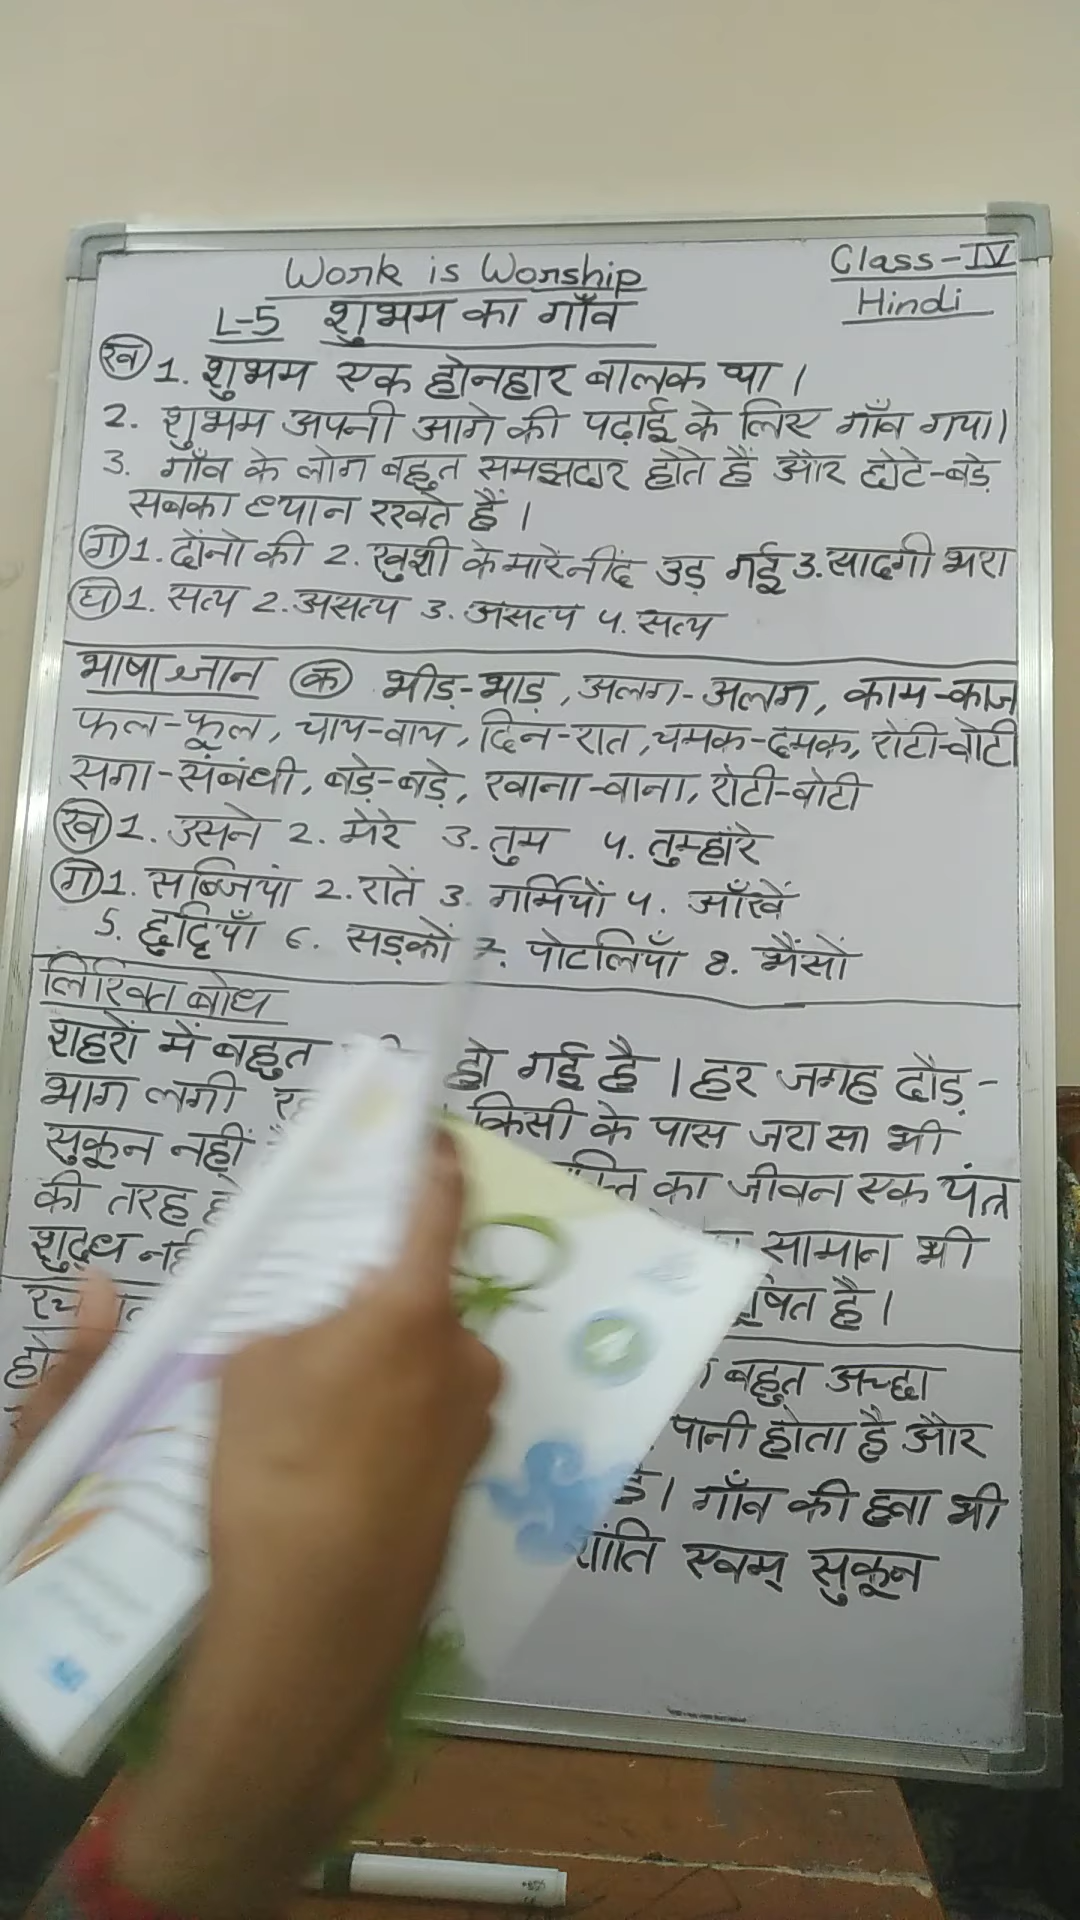 Work is Worship
Class-IV
Hindi
L-5 शुभम का गाँव
ख 1. शुभम एक होनहार बालक था।
2. शुभम अपनी आगे की पढ़ाई के लिए गाँव गया।
3. गाँव के लोग बहुत समझदार होते हैं और छोटे-बड़े
सबका ध्यान रखते हैं।
ग 1. दोंनो की 2. खुशी के मारे नींद उड़ गई 3. सादगी भरा
घ 1. सत्य 2. असत्य 3. असत्य 4. सत्य
भाषा ज्ञान क भीड़-भाड़, अलग-अलग, काम-काज
फल-फूल, चाय-वाय, दिन-रात, चमक-दमक, रोटी-वोटी
सगा-संबंधी, बड़े-बड़े, खाना-वाना, रोटी-वोटी
ख 1. उसने 2. मेरे 3. तुम 4. तुम्हारे
ग 1. सब्जियां 2. रातें 3. गर्मियों 4. आँखें
5. छुट्टियाँ 6. सड़कों 7. पोटलियाँ 8. भैंसों
लिखित बोध
शहरों में बहुत हो गई है। हर जगह दौड़-
भाग लगी किसी के पास जरा सा भी
सुकून नहीं का जीवन एक यंत्र
की तरह सामान भी
शुद्ध नहीं है।
बहुत अच्छा
पानी होता है और
गाँव की हवा भी
शांति एवम् सुकून